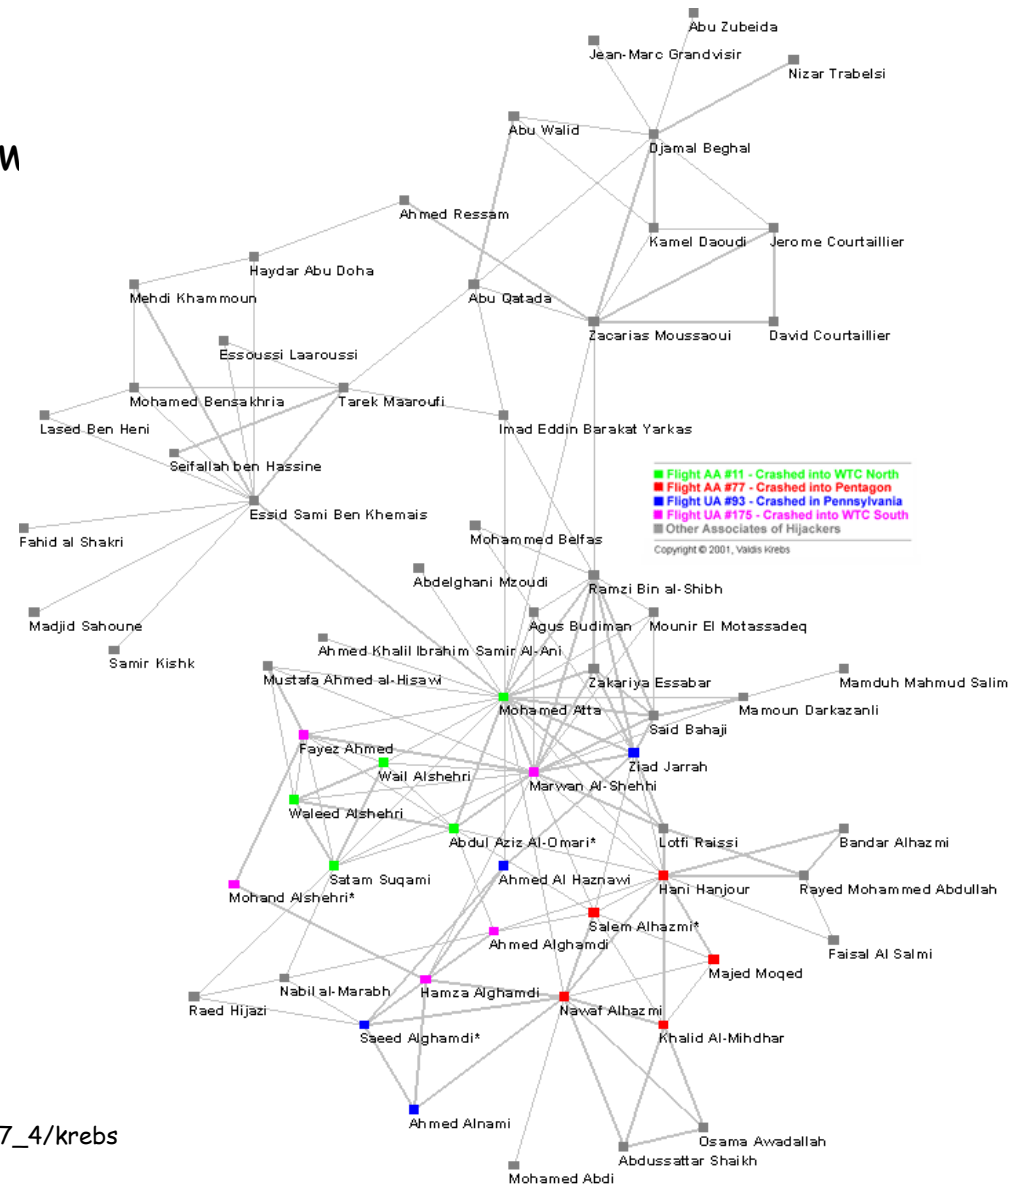 Abu Zubeida
Jean-Marc Grandvisir
Nizar Trabelsi
Abu Walid
Djamal Beghal
Ahmed Ressam
Kamel Daoudi
Jerome Courtaillier
Haydar Abu Doha
Mehdi Khammoun
Abu Qatada
Zacarias Moussaoui
David Courtaillier
Essoussi Laaroussi
Mohamed Bensakhria
Tarek Maaroufi
Lased Ben Heni
Imad Eddin Barakat Yarkas
Seifallah ben Hassine
Flight AA #11 - Crashed into WTC North
Flight AA #77 - Crashed into Pentagon
Flight UA #93 - Crashed in Pennsylvania
Flight UA #175 - Crashed into WTC South
Other Associates of Hijackers
Copyright © 2001, Valdis Krebs
Essid Sami Ben Khemais
Fahid al Shakri
Mohammed Belfas
Abdelghani Mzoudi
Ramzi Bin al-Shibh
Madjid Sahoune
Agus Budiman
Mounir El Motassadeq
Ahmed Khalil Ibrahim Samir Al-Ani
Samir Kishk
Mustafa Ahmed al-Hisawi
Zakariya Essabar
Mamduh Mahmud Salim
Mohamed Atta
Mamoun Darkazanli
Said Bahaji
Fayez Ahmed
Ziad Jarrah
Wail Alshehri
Marwan Al-Shehhi
Waleed Alshehri
Abdul Aziz Al-Omari*
Lotfi Raissi
Bandar Alhazmi
Satam Suqami
Ahmed Al Haznawi
Hani Hanjour
Rayed Mohammed Abdullah
Mohand Alshehri*
Salem Alhazmi*
Ahmed Alghamdi
Faisal Al Salmi
Majed Moqed
Nabil al-Marabh
Hamza Alghamdi
Raed Hijazi
Nawaf Alhazmi
Saeed Alghamdi*
Khalid Al-Mihdhar
Ahmed Alnami
7_4/krebs
Osama Awadallah
Abdussattar Shaikh
Mohamed Abdi